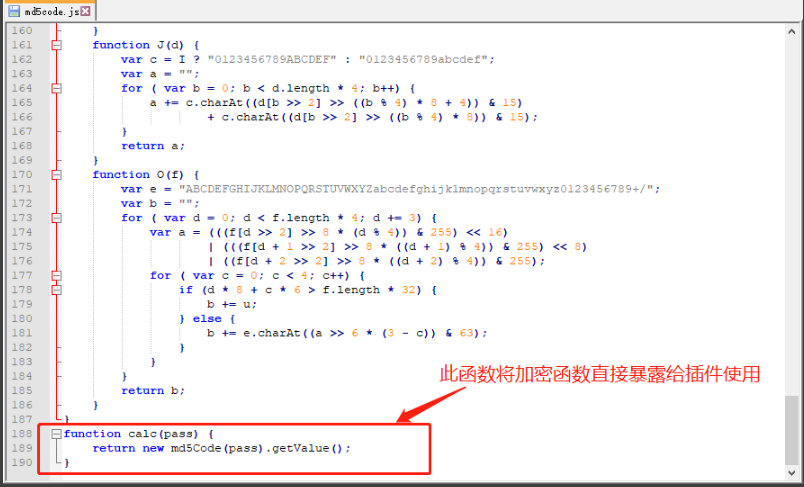 md5code.js
160 }
161 function J(d) {
162 var c = I ? "0123456789ABCDEF" : "0123456789abcdef";
163 var a = "";
164 for ( var b = 0; b < d.length * 4; b++) {
165 a += c.charAt((d[b >> 2] >> ((b % 4) * 8 + 4)) & 15)
166 + c.charAt((d[b >> 2] >> ((b % 4) * 8)) & 15);
167 }
168 return a;
169 }
170 function O(f) {
171 var e = "ABCDEFGHIJKLMNOPQRSTUVWXYZabcdefghijklmnopqrstuvwxyz0123456789+/";
172 var b = "";
173 for ( var d = 0; d < f.length * 4; d += 3) {
174 var a = (((f[d >> 2] >> 8 * (d % 4)) & 255) << 16)
175 | (((f[d + 1 >> 2] >> 8 * ((d + 1) % 4)) & 255) << 8)
176 | ((f[d + 2 >> 2] >> 8 * ((d + 2) % 4)) & 255);
177 for ( var c = 0; c < 4; c++) {
178 if (d * 8 + c * 6 > f.length * 32) {
179 b += u;
180 } else {
181 b += e.charAt((a >> 6 * (3 - c)) & 63);
182 }
183 }
184 }
185 return b;
186 }
187 }
此函数将加密函数直接暴露给插件使用
188 function calc(pass) {
189 return new md5Code(pass).getValue();
190 }